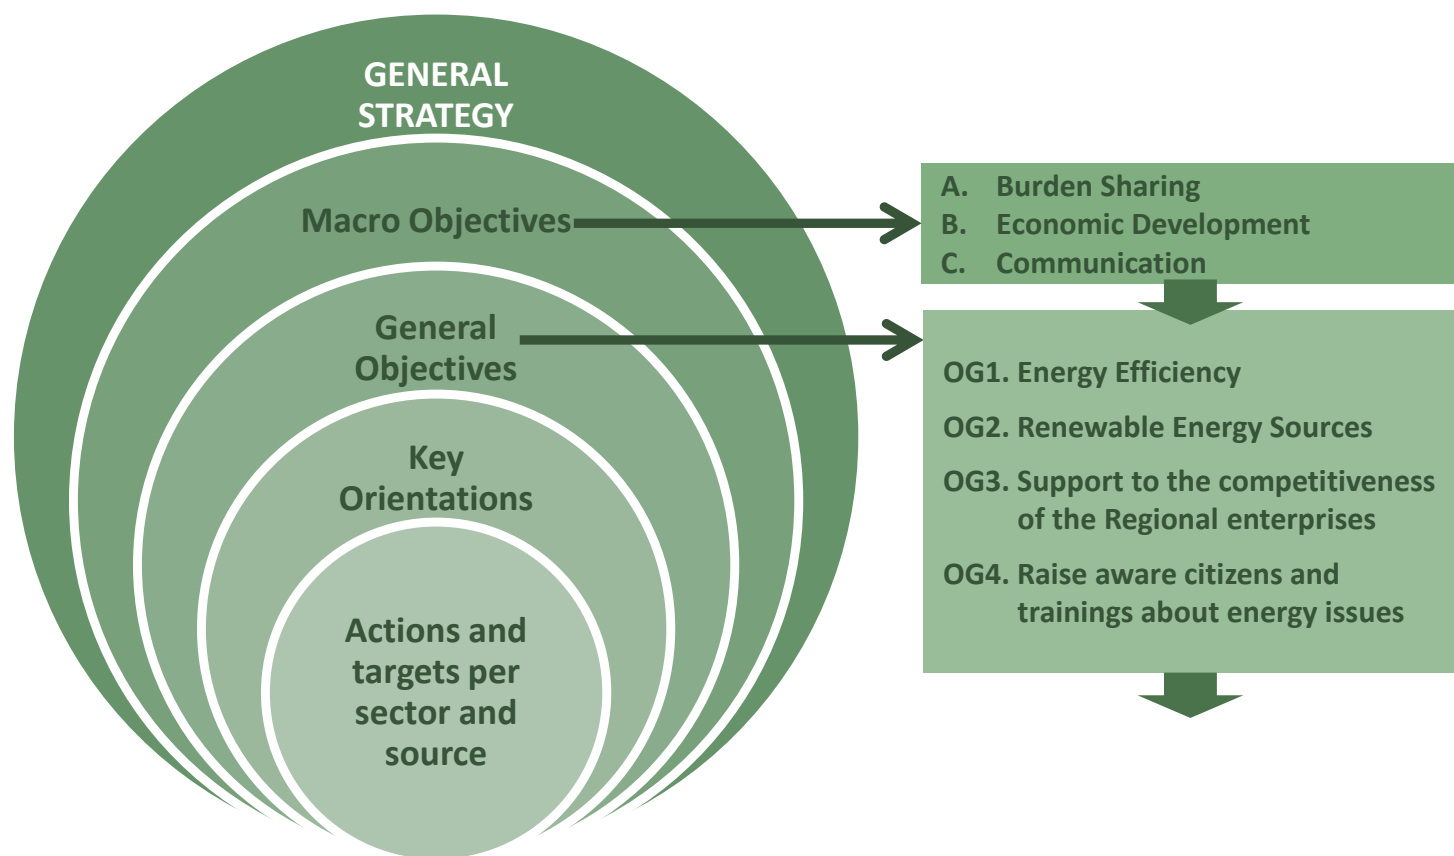 GENERAL
STRATEGY
Macro Objectives
General
Objectives
Key
Orientations
Actions and
targets per
sector and
source
A. Burden Sharing
B. Economic Development
C. Communication
OG1. Energy Efficiency
OG2. Renewable Energy Sources
OG3. Support to the competitiveness
of the Regional enterprises
OG4. Raise aware citizens and
trainings about energy issues